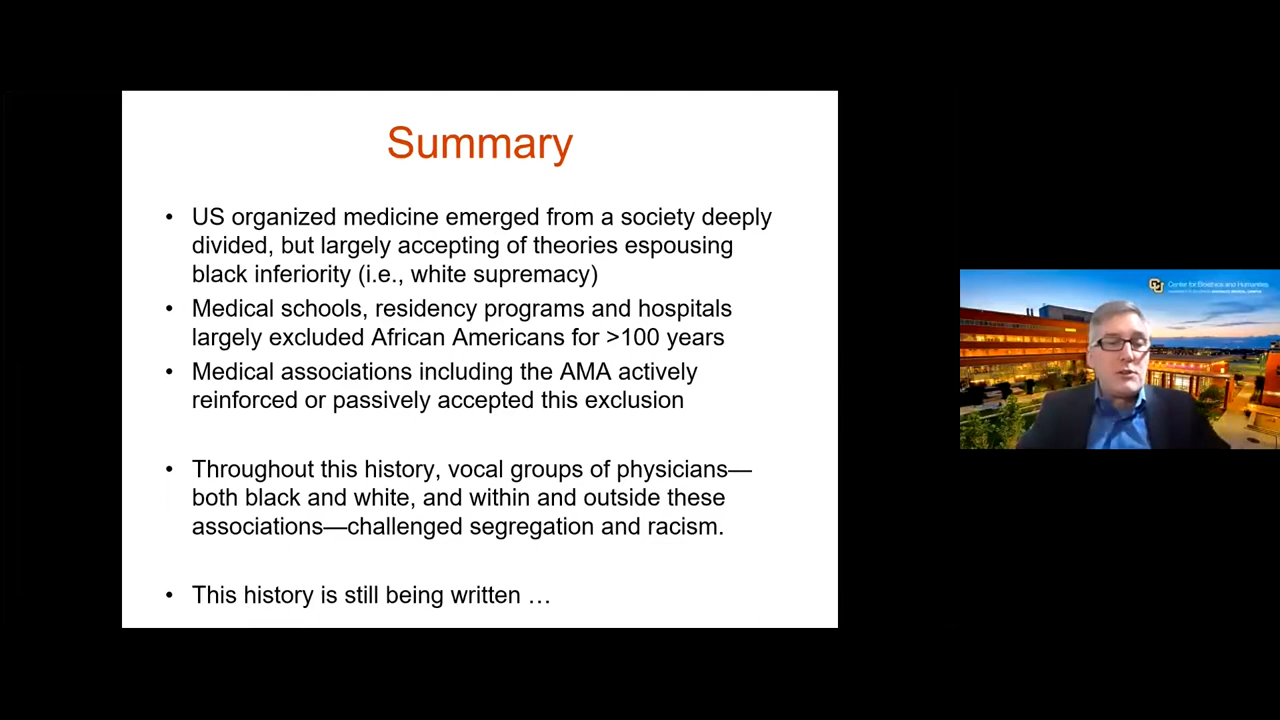 Summary
• US organized medicine emerged from a society deeply
divided, but largely accepting of theories espousing
black inferiority (i.e., white supremacy)
• Medical schools, residency programs and hospitals
largely excluded African Americans for >100 years
• Medical associations including the AMA actively
reinforced or passively accepted this exclusion
• Throughout this history, vocal groups of physicians—
both black and white, and within and outside these
associations—challenged segregation and racism.
• This history is still being written …
Center for Bioethics and Humanities